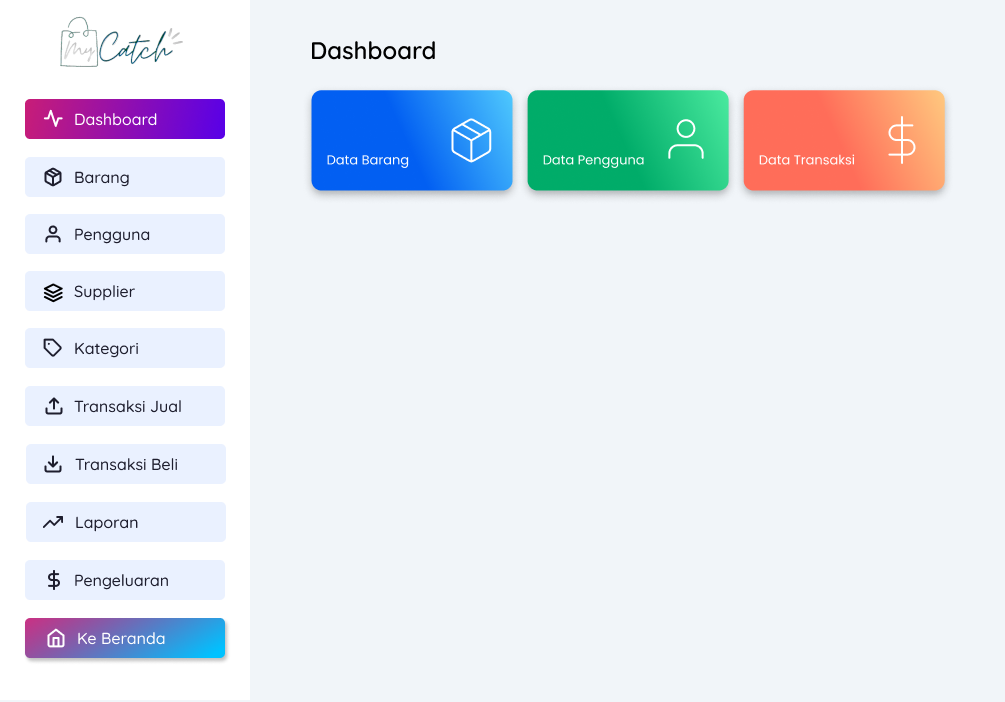 My Catch
Dashboard
Barang
Pengguna
Supplier
Kategori
Transaksi Jual
Transaksi Beli
Laporan
Pengeluaran
Ke Beranda
Dashboard
Data Barang
Data Pengguna
Data Transaksi